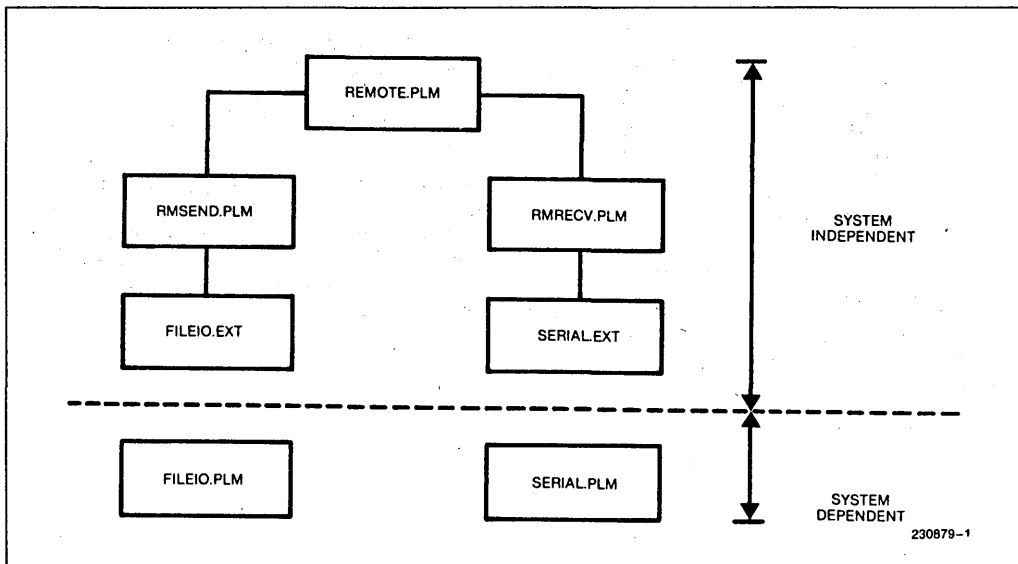 REMOTE.PLM
RMSEND.PLM
RMRECV.PLM
SYSTEM
INDEPENDENT
FILEIO.EXT
SERIAL.EXT
FILEIO.PLM
SERIAL.PLM
SYSTEM
DEPENDENT
230879-1